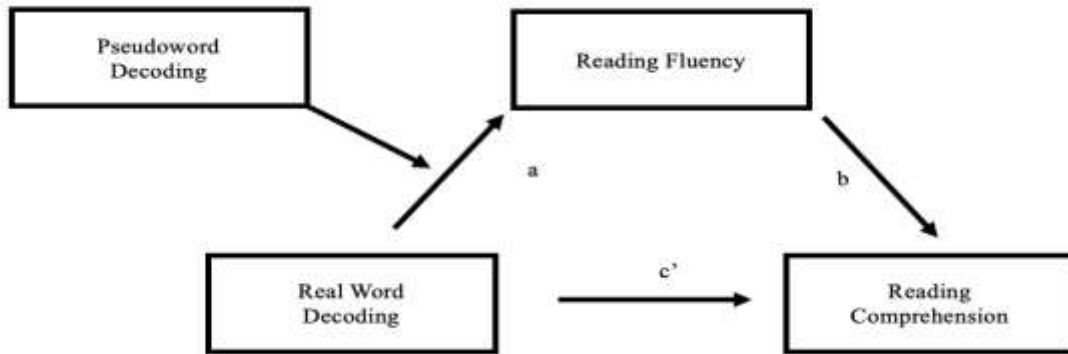 Pseudoword
Decoding
Reading Fluency
a
b
Real Word
Decoding
c’
Reading
Comprehension